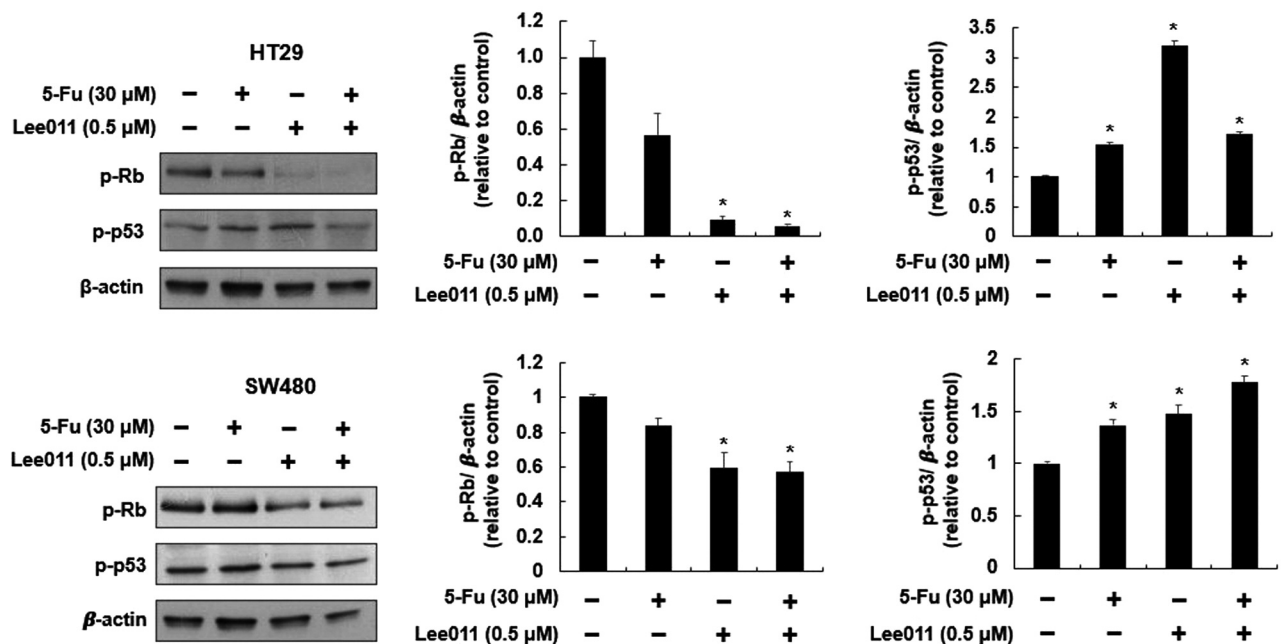 HT29
5-Fu (30 µM) – + – +
Lee011 (0.5 µM) – – + +
p-Rb
p-p53
β-actin
p-Rb/ β-actin
(relative to control)
1.2
1.0
0.8
0.6
0.4
0.2
0.0
* *
5-Fu (30 µM) – + – +
Lee011 (0.5 µM) – – + +
p-p53/ β-actin
(relative to control)
3.5
3
2.5
2
1.5
1
0.5
0
* * *
5-Fu (30 µM) – + – +
Lee011 (0.5 µM) – – + +
SW480
5-Fu (30 µM) – + – +
Lee011 (0.5 µM) – – + +
p-Rb
p-p53
β-actin
p-Rb/ β-actin
(relative to control)
1.2
1
0.8
0.6
0.4
0.2
0
* *
5-Fu (30 µM) – + – +
Lee011 (0.5 µM) – – + +
p-p53/ β-actin
(relative to control)
2
1.5
1
0.5
0
* * *
5-Fu (30 µM) – + – +
Lee011 (0.5 µM) – – + +